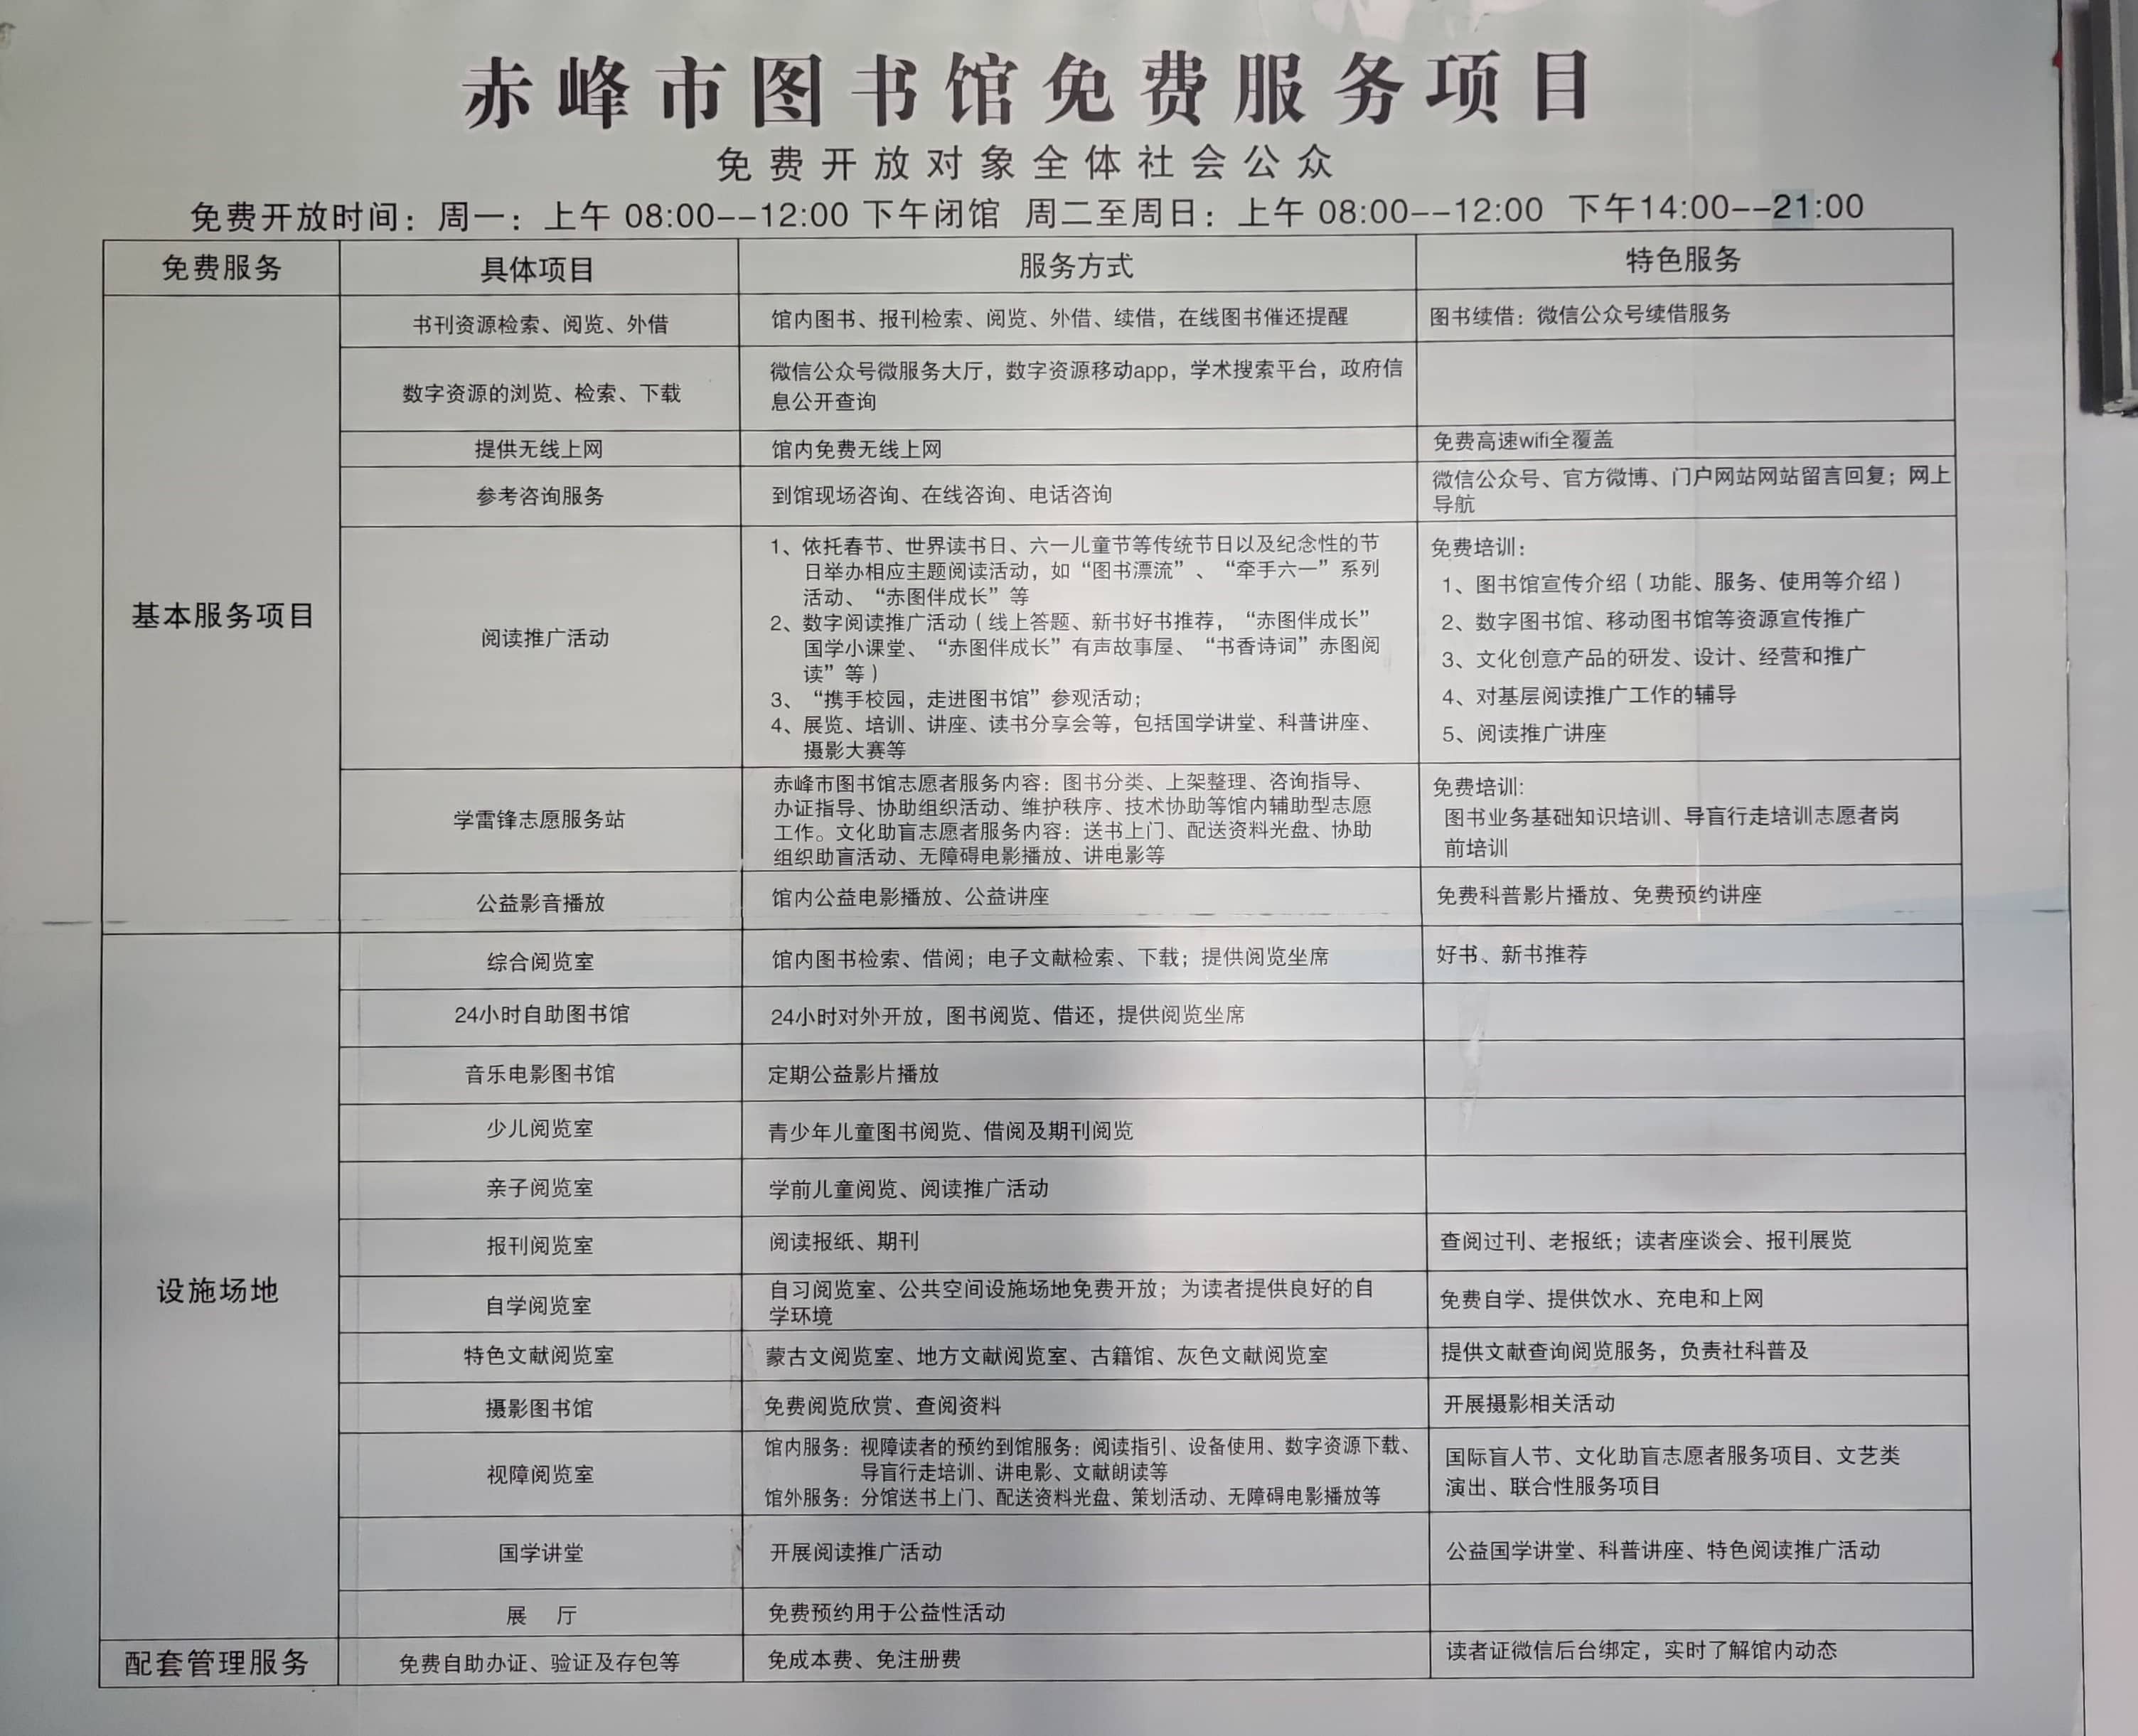 赤峰市图书馆免费服务项目
免费开放对象全体社会公众
免费开放时间：周一：上午 08:00--12:00 下午闭馆 周二至周日：上午 08:00--12:00 下午14:00--21:00
免费服务
具体项目
服务方式
特色服务
基本服务项目
书刊资源检索、阅览、外借
馆内图书、报刊检索、阅览、外借、续借，在线图书催还提醒
图书续借：微信公众号续借服务
数字资源的浏览、检索、下载
微信公众号微服务大厅，数字资源移动app，学术搜索平台，政府信
息公开查询
提供无线上网
馆内免费无线上网
免费高速wifi全覆盖
参考咨询服务
到馆现场咨询、在线咨询、电话咨询
微信公众号、官方微博、门户网站网站留言回复；网上
导航
阅读推广活动
1、依托春节、世界读书日、六一儿童节等传统节日以及纪念性的节
日举办相应主题阅读活动，如“图书漂流”、“牵手六一”系列
活动、“赤图伴成长”等
2、数字阅读推广活动（线上答题、新书好书推荐，“赤图伴成长”
国学小课堂、“赤图伴成长”有声故事屋、“书香诗词”赤图阅
读”等）
3、“携手校园，走进图书馆”参观活动；
4、展览、培训、讲座、读书分享会等，包括国学讲堂、科普讲座、
摄影大赛等
免费培训：
1、图书馆宣传介绍（功能、服务、使用等介绍）
2、数字图书馆、移动图书馆等资源宣传推广
3、文化创意产品的研发、设计、经营和推广
4、对基层阅读推广工作的辅导
5、阅读推广讲座
学雷锋志愿服务站
赤峰市图书馆志愿者服务内容：图书分类、上架整理、咨询指导、
办证指导、协助组织活动、维护秩序、技术协助等馆内辅助型志愿
工作。文化助盲志愿者服务内容：送书上门、配送资料光盘、协助
组织助盲活动、无障碍电影播放、讲电影等
免费培训:
图书业务基础知识培训、导盲行走培训志愿者岗
前培训
公益影音播放
馆内公益电影播放、公益讲座
免费科普影片播放、免费预约讲座
设施场地
综合阅览室
馆内图书检索、借阅；电子文献检索、下载；提供阅览坐席
好书、新书推荐
24小时自助图书馆
24小时对外开放，图书阅览、借还，提供阅览坐席
音乐电影图书馆
定期公益影片播放
少儿阅览室
青少年儿童图书阅览、借阅及期刊阅览
亲子阅览室
学前儿童阅览、阅读推广活动
报刊阅览室
阅读报纸、期刊
查阅过刊、老报纸；读者座谈会、报刊展览
自学阅览室
自习阅览室、公共空间设施场地免费开放；为读者提供良好的自
学环境
免费自学、提供饮水、充电和上网
特色文献阅览室
蒙古文阅览室、地方文献阅览室、古籍馆、灰色文献阅览室
提供文献查询阅览服务，负责社科普及
摄影图书馆
免费阅览欣赏、查阅资料
开展摄影相关活动
视障阅览室
馆内服务：视障读者的预约到馆服务：阅读指引、设备使用、数字资源下载、
导盲行走培训、讲电影、文献朗读等
馆外服务：分馆送书上门、配送资料光盘、策划活动、无障碍电影播放等
国际盲人节、文化助盲志愿者服务项目、文艺类
演出、联合性服务项目
国学讲堂
开展阅读推广活动
公益国学讲堂、科普讲座、特色阅读推广活动
展 厅
免费预约用于公益性活动
配套管理服务
免费自助办证、验证及存包等
免成本费、免注册费
读者证微信后台绑定，实时了解馆内动态